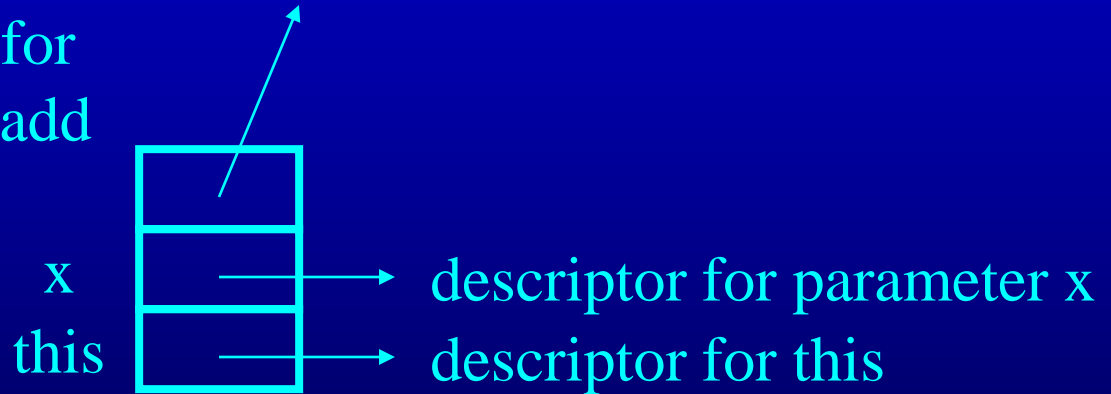 for
add
x descriptor for parameter x
this descriptor for this